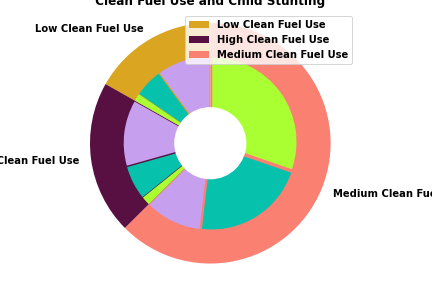 Clean Fuel Use and Child Stunting
Low Clean Fuel Use
Low Clean Fuel Use
High Clean Fuel Use
Medium Clean Fuel Use
Clean Fuel Use
Medium Clean